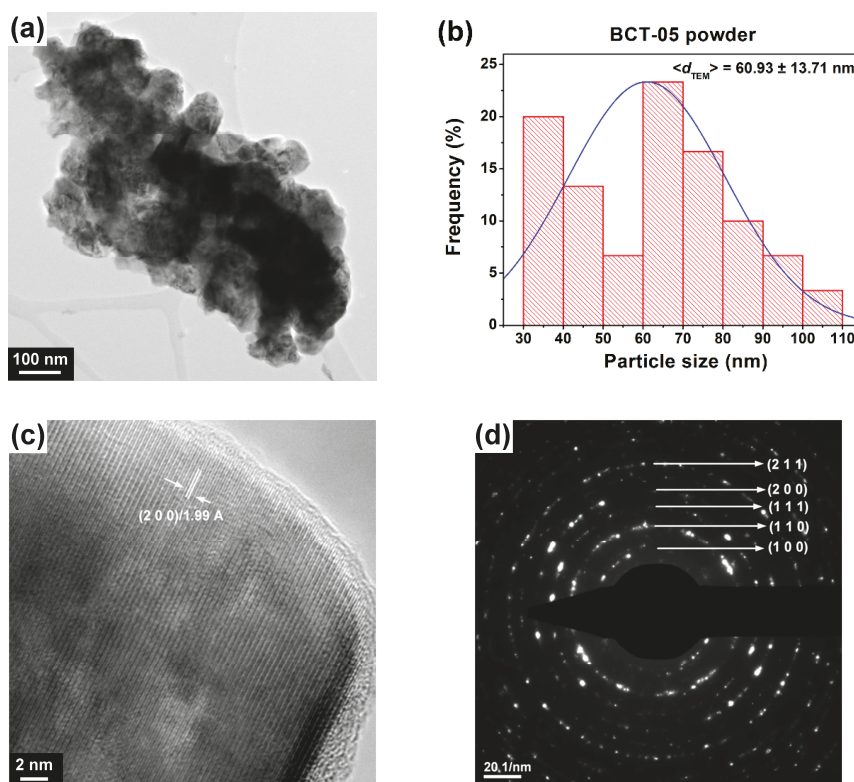 (a)
100 nm
(b)
BCT-05 powder
<d_TEM> = 60.93 ± 13.71 nm
Frequency (%)
25
20
15
10
5
0
30 40 50 60 70 80 90 100 110
Particle size (nm)
(c)
(2 0 0)/1.99 A
2 nm
(d)
(2 1 1)
(2 0 0)
(1 1 1)
(1 1 0)
(1 0 0)
20 1/nm